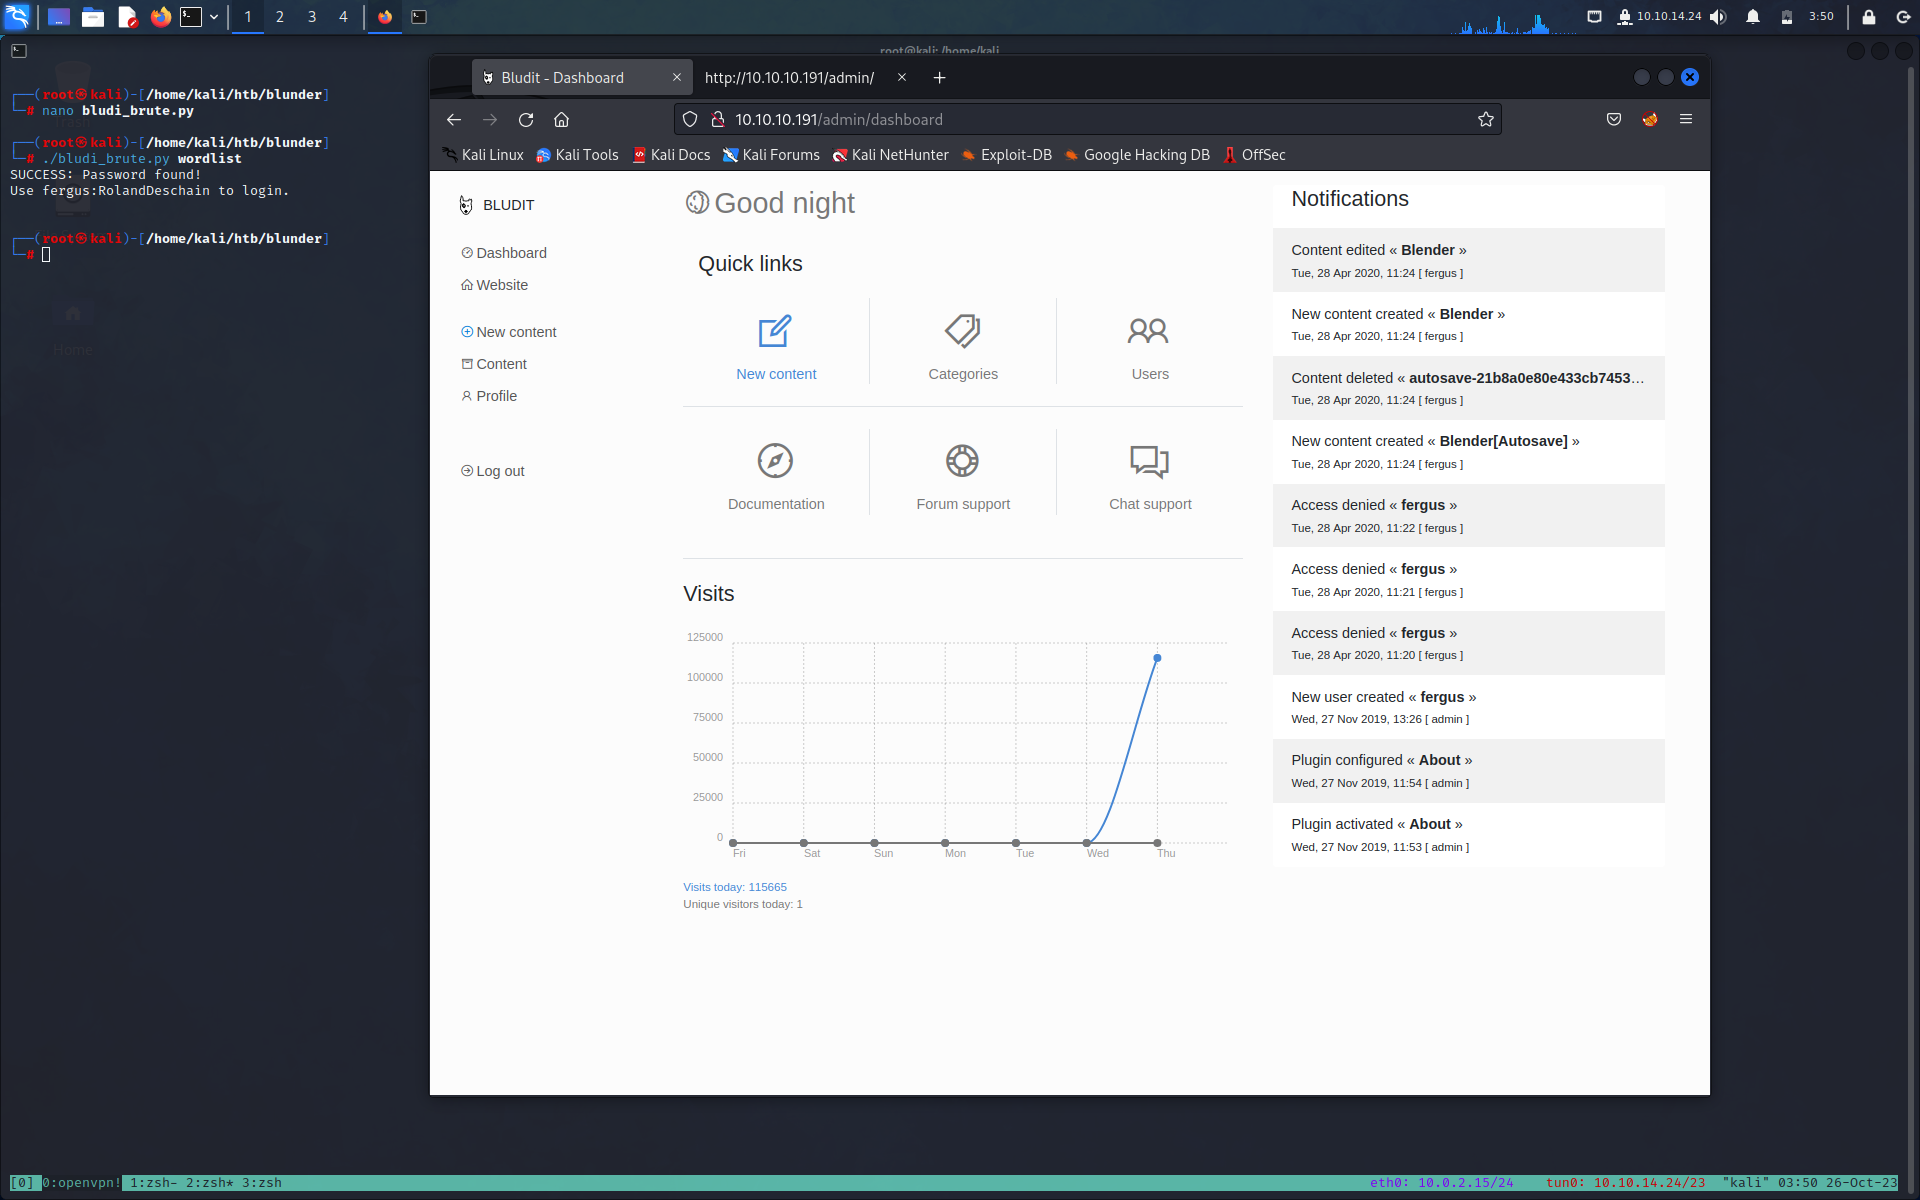 1 2 3 4
10.10.14.24
3:50
root@kali: /home/kali
┌──(root㉿kali)-[/home/kali/htb/blunder]
└─# nano bludi_brute.py
┌──(root㉿kali)-[/home/kali/htb/blunder]
└─# ./bludi_brute.py wordlist
SUCCESS: Password found!
Use fergus:RolandDeschain to login.
┌──(root㉿kali)-[/home/kali/htb/blunder]
└─#
Home
Bludit - Dashboard
http://10.10.10.191/admin/
10.10.10.191/admin/dashboard
Kali Linux Kali Tools Kali Docs Kali Forums Kali NetHunter Exploit-DB Google Hacking DB OffSec
BLUDIT
Dashboard
Website
New content
Content
Profile
Log out
Good night
Quick links
New content
Categories
Users
Documentation
Forum support
Chat support
Visits
125000
100000
75000
50000
25000
0
Fri Sat Sun Mon Tue Wed Thu
Visits today: 115665
Unique visitors today: 1
Notifications
Content edited « Blender »
Tue, 28 Apr 2020, 11:24 [ fergus ]
New content created « Blender »
Tue, 28 Apr 2020, 11:24 [ fergus ]
Content deleted « autosave-21b8a0e80e433cb7453…
Tue, 28 Apr 2020, 11:24 [ fergus ]
New content created « Blender[Autosave] »
Tue, 28 Apr 2020, 11:24 [ fergus ]
Access denied « fergus »
Tue, 28 Apr 2020, 11:22 [ fergus ]
Access denied « fergus »
Tue, 28 Apr 2020, 11:21 [ fergus ]
Access denied « fergus »
Tue, 28 Apr 2020, 11:20 [ fergus ]
New user created « fergus »
Wed, 27 Nov 2019, 13:26 [ admin ]
Plugin configured « About »
Wed, 27 Nov 2019, 11:54 [ admin ]
Plugin activated « About »
Wed, 27 Nov 2019, 11:53 [ admin ]
[0] 0:openvpn! 1:zsh- 2:zsh* 3:zsh
eth0: 10.0.2.15/24 tun0: 10.10.14.24/23 "kali" 03:50 26-Oct-23